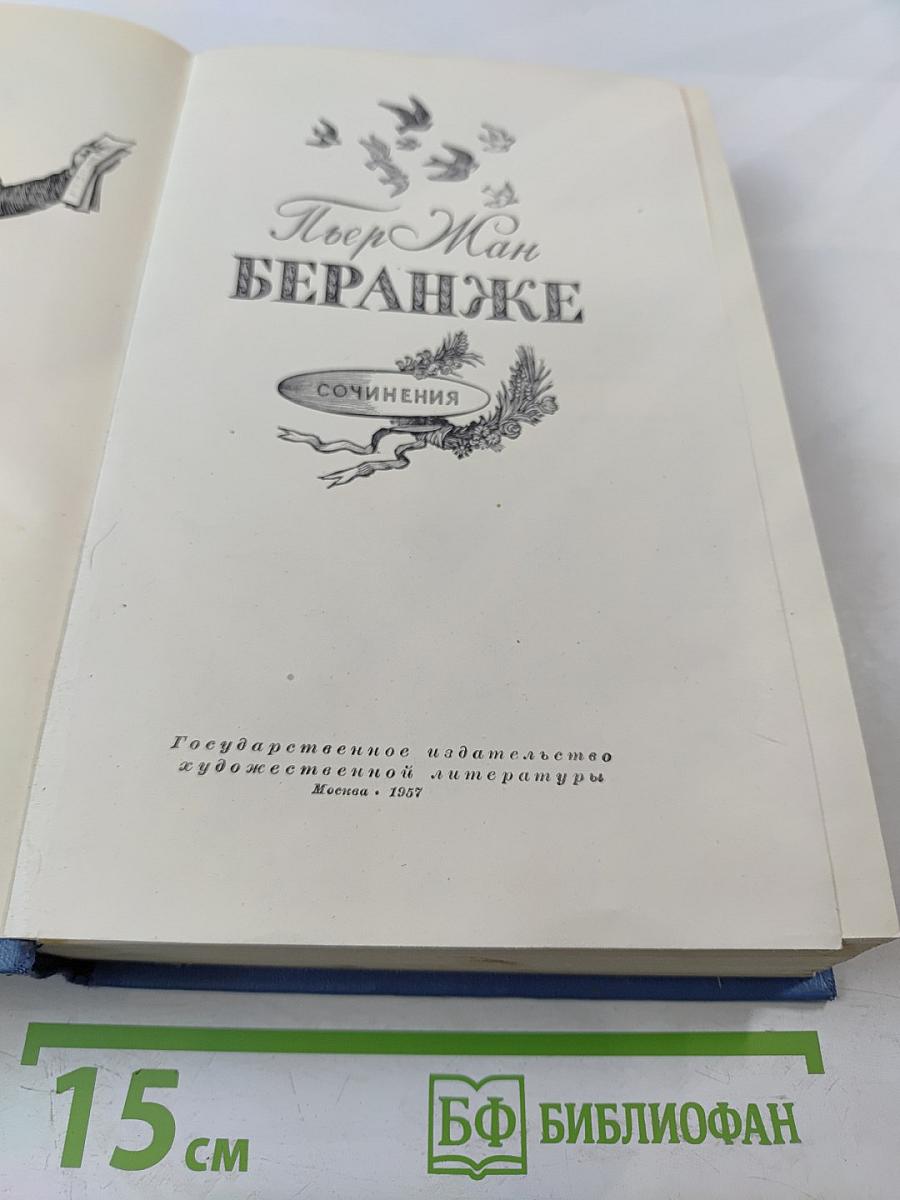 Пьер Жан
БЕРАНЖЕ
СОЧИНЕНИЯ
Государственное издательство
художественной литературы
Москва • 1957
15 см
БФ БИБЛИОФАН